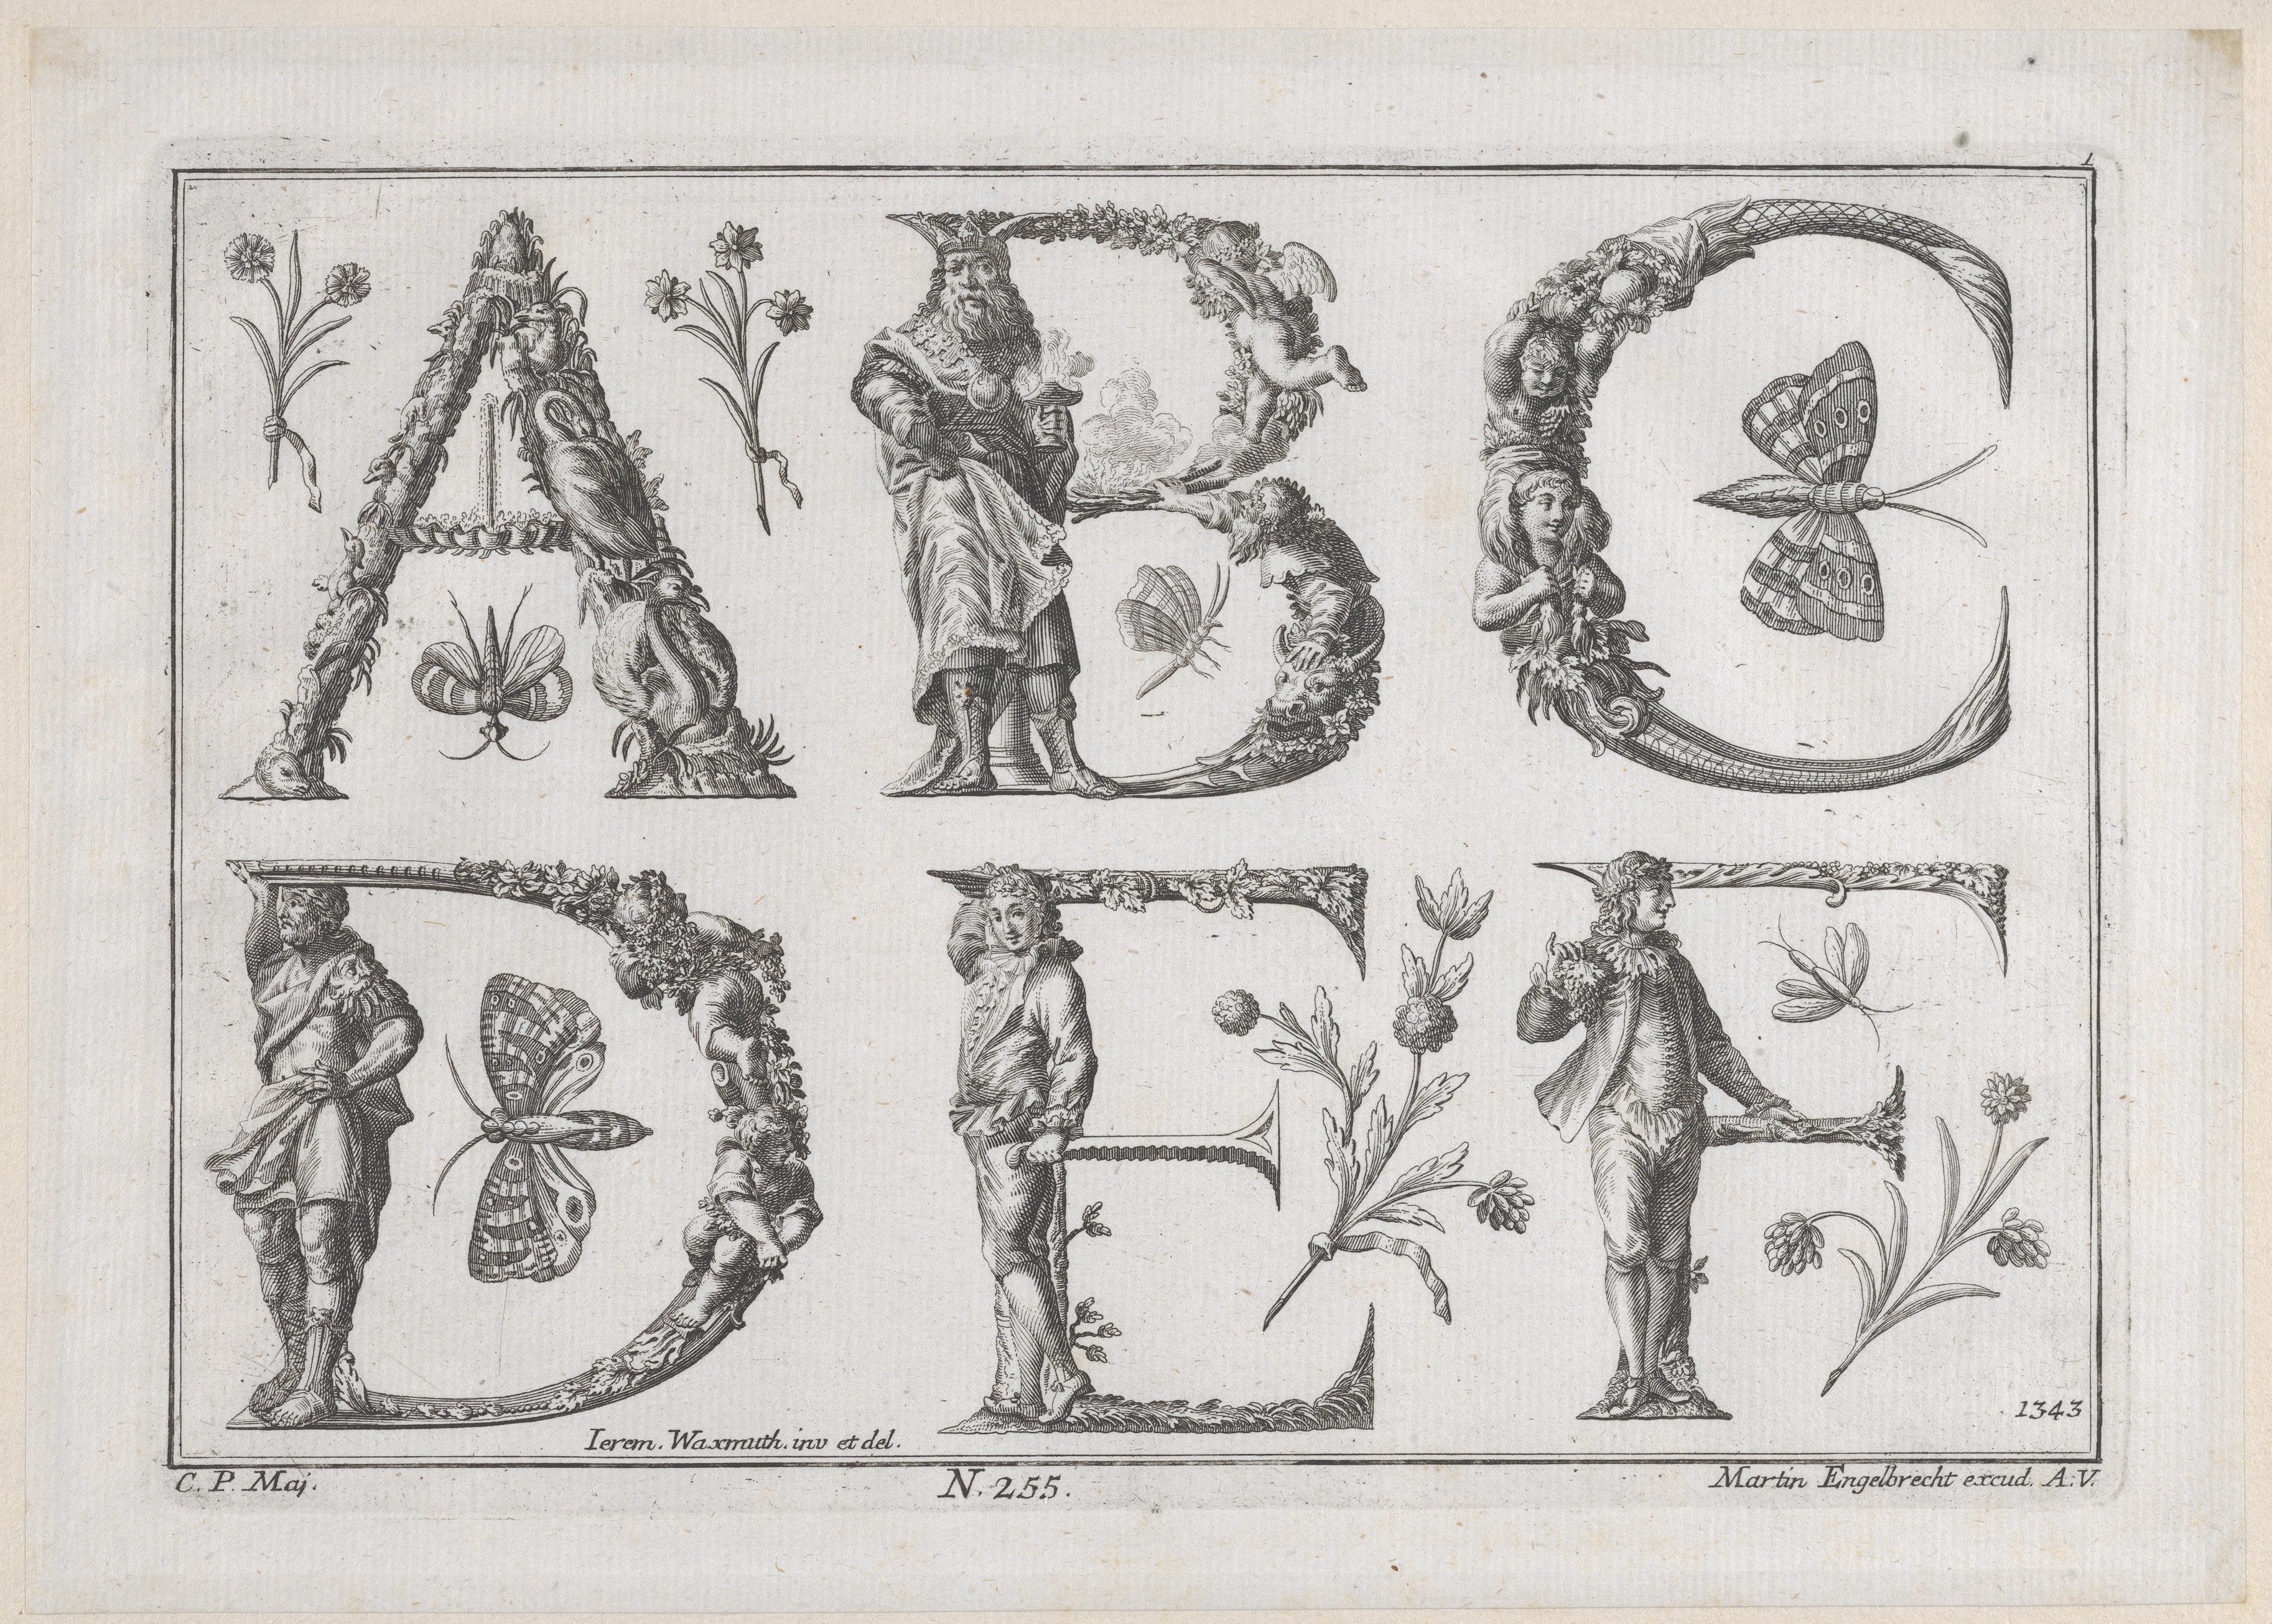 1
A B C
D E F
1343
Ierem. Waxmuth. inv et del.
C. P. Maj. N. 255. Martin Engelbrecht excud. A.V.